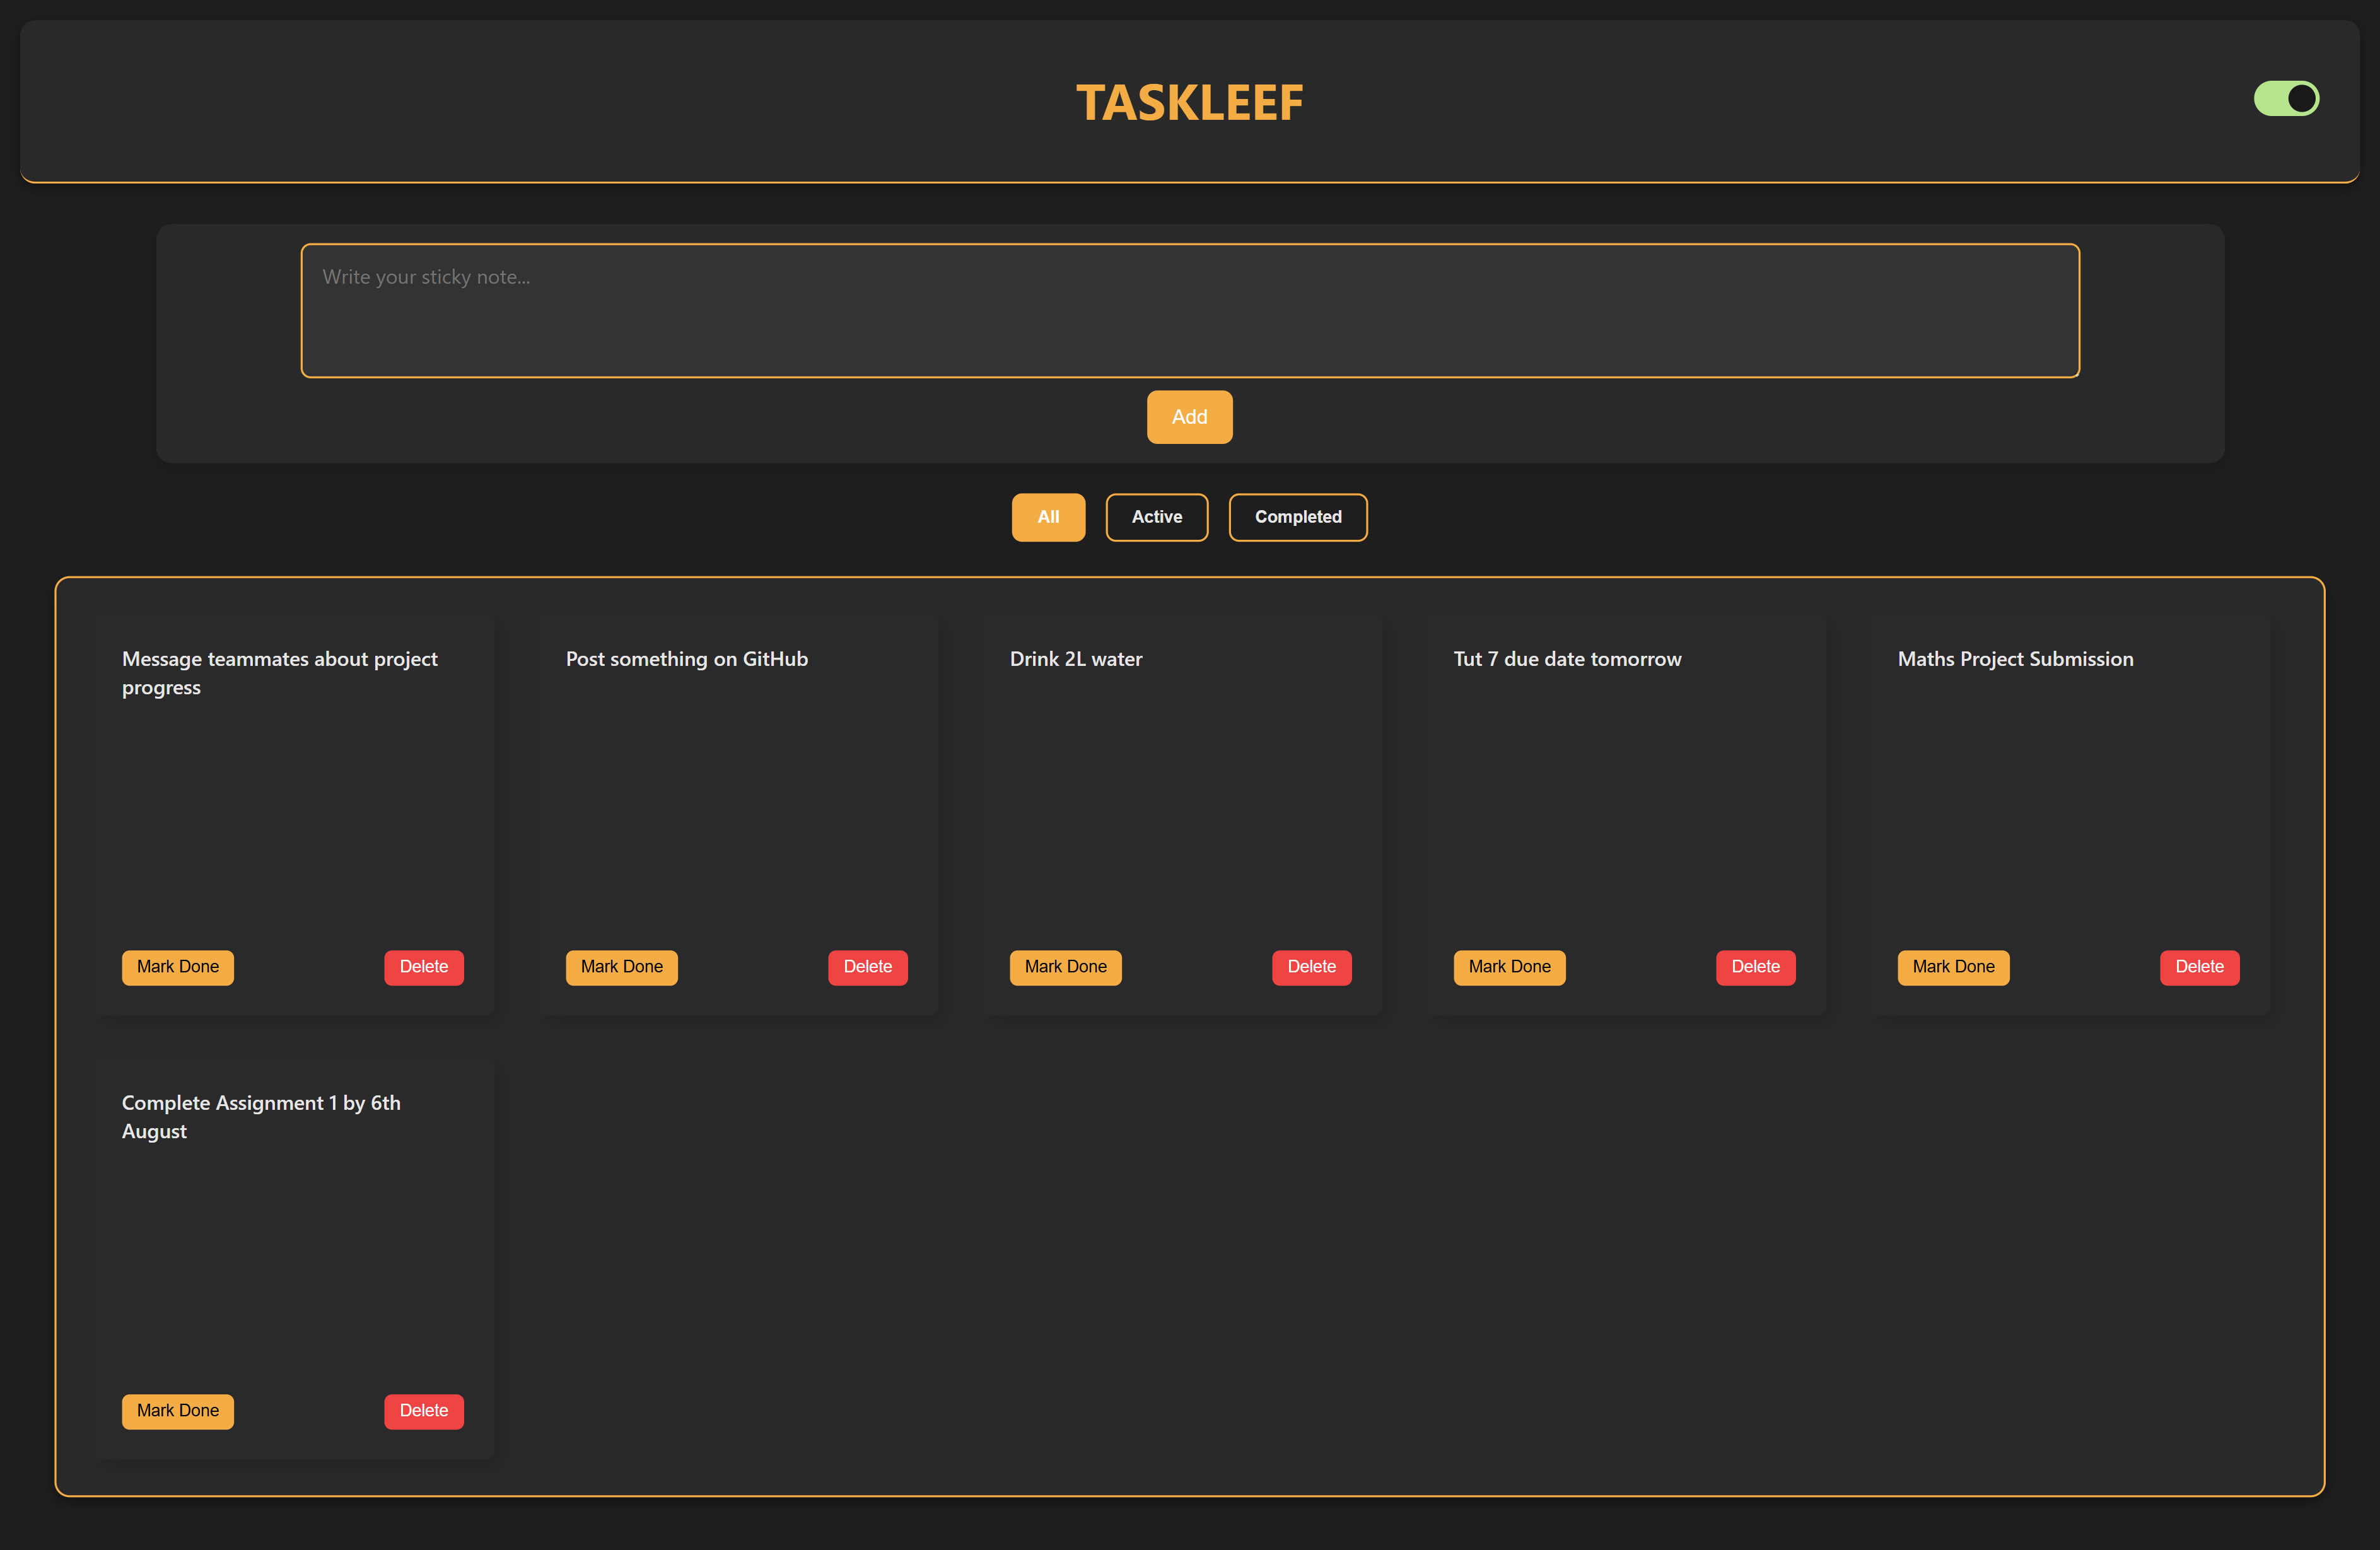 TASKLEEF
Write your sticky note...
Add
All
Active
Completed
Message teammates about project
progress
Mark Done
Delete
Post something on GitHub
Mark Done
Delete
Drink 2L water
Mark Done
Delete
Tut 7 due date tomorrow
Mark Done
Delete
Maths Project Submission
Mark Done
Delete
Complete Assignment 1 by 6th
August
Mark Done
Delete